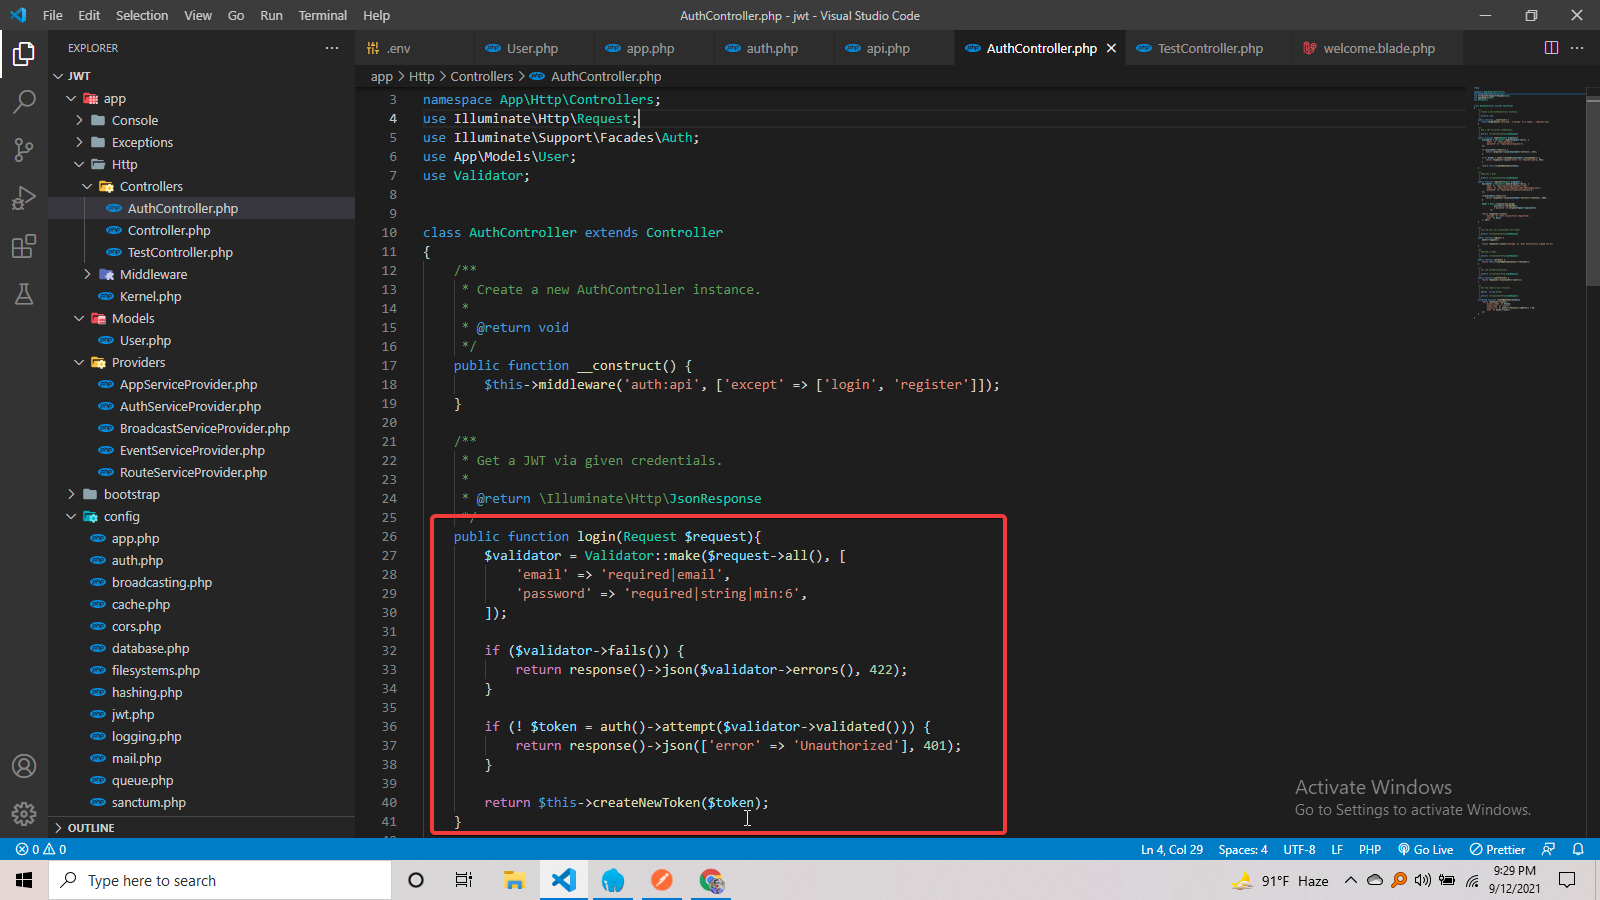 File Edit Selection View Go Run Terminal Help
AuthController.php - jwt - Visual Studio Code
EXPLORER
.env User.php app.php auth.php api.php AuthController.php TestController.php welcome.blade.php
app > Http > Controllers > AuthController.php
JWT
app
Console
Exceptions
Http
Controllers
AuthController.php
Controller.php
TestController.php
Middleware
Kernel.php
Models
User.php
Providers
AppServiceProvider.php
AuthServiceProvider.php
BroadcastServiceProvider.php
EventServiceProvider.php
RouteServiceProvider.php
bootstrap
config
app.php
auth.php
broadcasting.php
cache.php
cors.php
database.php
filesystems.php
hashing.php
jwt.php
logging.php
mail.php
queue.php
sanctum.php
OUTLINE
3 namespace App\Http\Controllers;
4 use Illuminate\Http\Request;
5 use Illuminate\Support\Facades\Auth;
6 use App\Models\User;
7 use Validator;
8
9
10 class AuthController extends Controller
11 {
12 /**
13 * Create a new AuthController instance.
14 *
15 * @return void
16 */
17 public function __construct() {
18 $this->middleware('auth:api', ['except' => ['login', 'register']]);
19 }
20
21 /**
22 * Get a JWT via given credentials.
23 *
24 * @return \Illuminate\Http\JsonResponse
25 */
26 public function login(Request $request){
27 $validator = Validator::make($request->all(), [
28 'email' => 'required|email',
29 'password' => 'required|string|min:6',
30 ]);
31
32 if ($validator->fails()) {
33 return response()->json($validator->errors(), 422);
34 }
35
36 if (! $token = auth()->attempt($validator->validated())) {
37 return response()->json(['error' => 'Unauthorized'], 401);
38 }
39
40 return $this->createNewToken($token);
41 }
Activate Windows
Go to Settings to activate Windows.
0 0
Ln 4, Col 29 Spaces: 4 UTF-8 LF PHP Go Live Prettier
Type here to search
91°F Haze
9:29 PM
9/12/2021